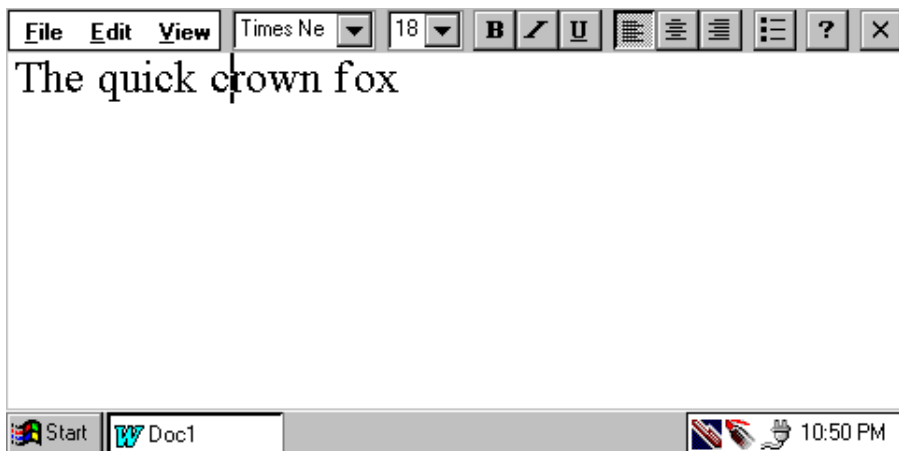 File Edit View Times Ne 18 B I U ?
The quick crown fox
Start Doc1 10:50 PM